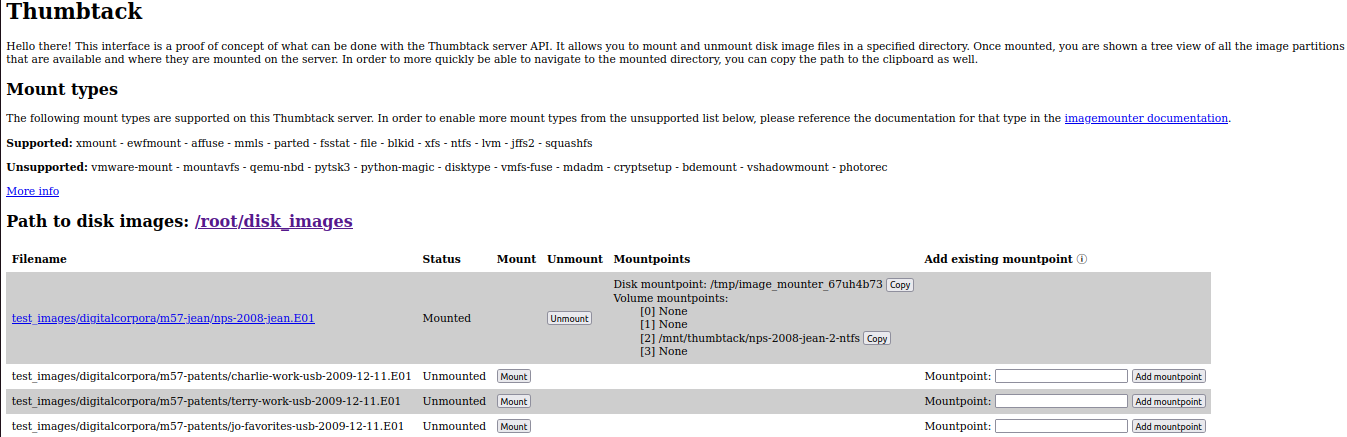 Thumbtack
Hello there! This interface is a proof of concept of what can be done with the Thumbtack server API. It allows you to mount and unmount disk image files in a specified directory. Once mounted, you are shown a tree view of all the image partitions
that are available and where they are mounted on the server. In order to more quickly be able to navigate to the mounted directory, you can copy the path to the clipboard as well.
Mount types
The following mount types are supported on this Thumbtack server. In order to enable more mount types from the unsupported list below, please reference the documentation for that type in the imagemounter documentation.
Supported: xmount - ewfmount - affuse - mmls - parted - fsstat - file - blkid - xfs - ntfs - lvm - jffs2 - squashfs
Unsupported: vmware-mount - mountavfs - qemu-nbd - pytsk3 - python-magic - disktype - vmfs-fuse - mdadm - cryptsetup - bdemount - vshadowmount - photorec
More info
Path to disk images: /root/disk_images
Filename Status Mount Unmount Mountpoints Add existing mountpoint ⓘ
Disk mountpoint: /tmp/image_mounter_67uh4b73 Copy
Volume mountpoints:
[0] None
test_images/digitalcorpora/m57-jean/nps-2008-jean.E01 Mounted Unmount
[1] None
[2] /mnt/thumbtack/nps-2008-jean-2-ntfs Copy
[3] None
test_images/digitalcorpora/m57-patents/charlie-work-usb-2009-12-11.E01 Unmounted Mount Mountpoint: Add mountpoint
test_images/digitalcorpora/m57-patents/terry-work-usb-2009-12-11.E01 Unmounted Mount Mountpoint: Add mountpoint
test_images/digitalcorpora/m57-patents/jo-favorites-usb-2009-12-11.E01 Unmounted Mount Mountpoint: Add mountpoint